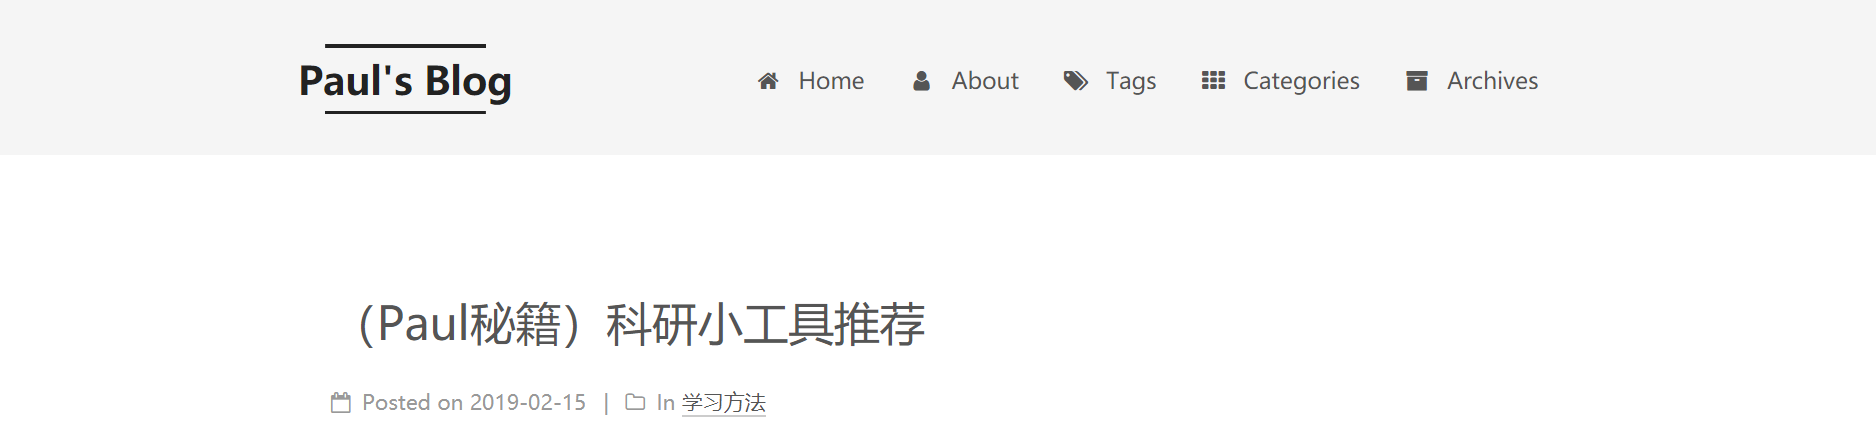 Paul's Blog
Home About Tags Categories Archives
（Paul秘籍）科研小工具推荐
Posted on 2019-02-15 | In 学习方法